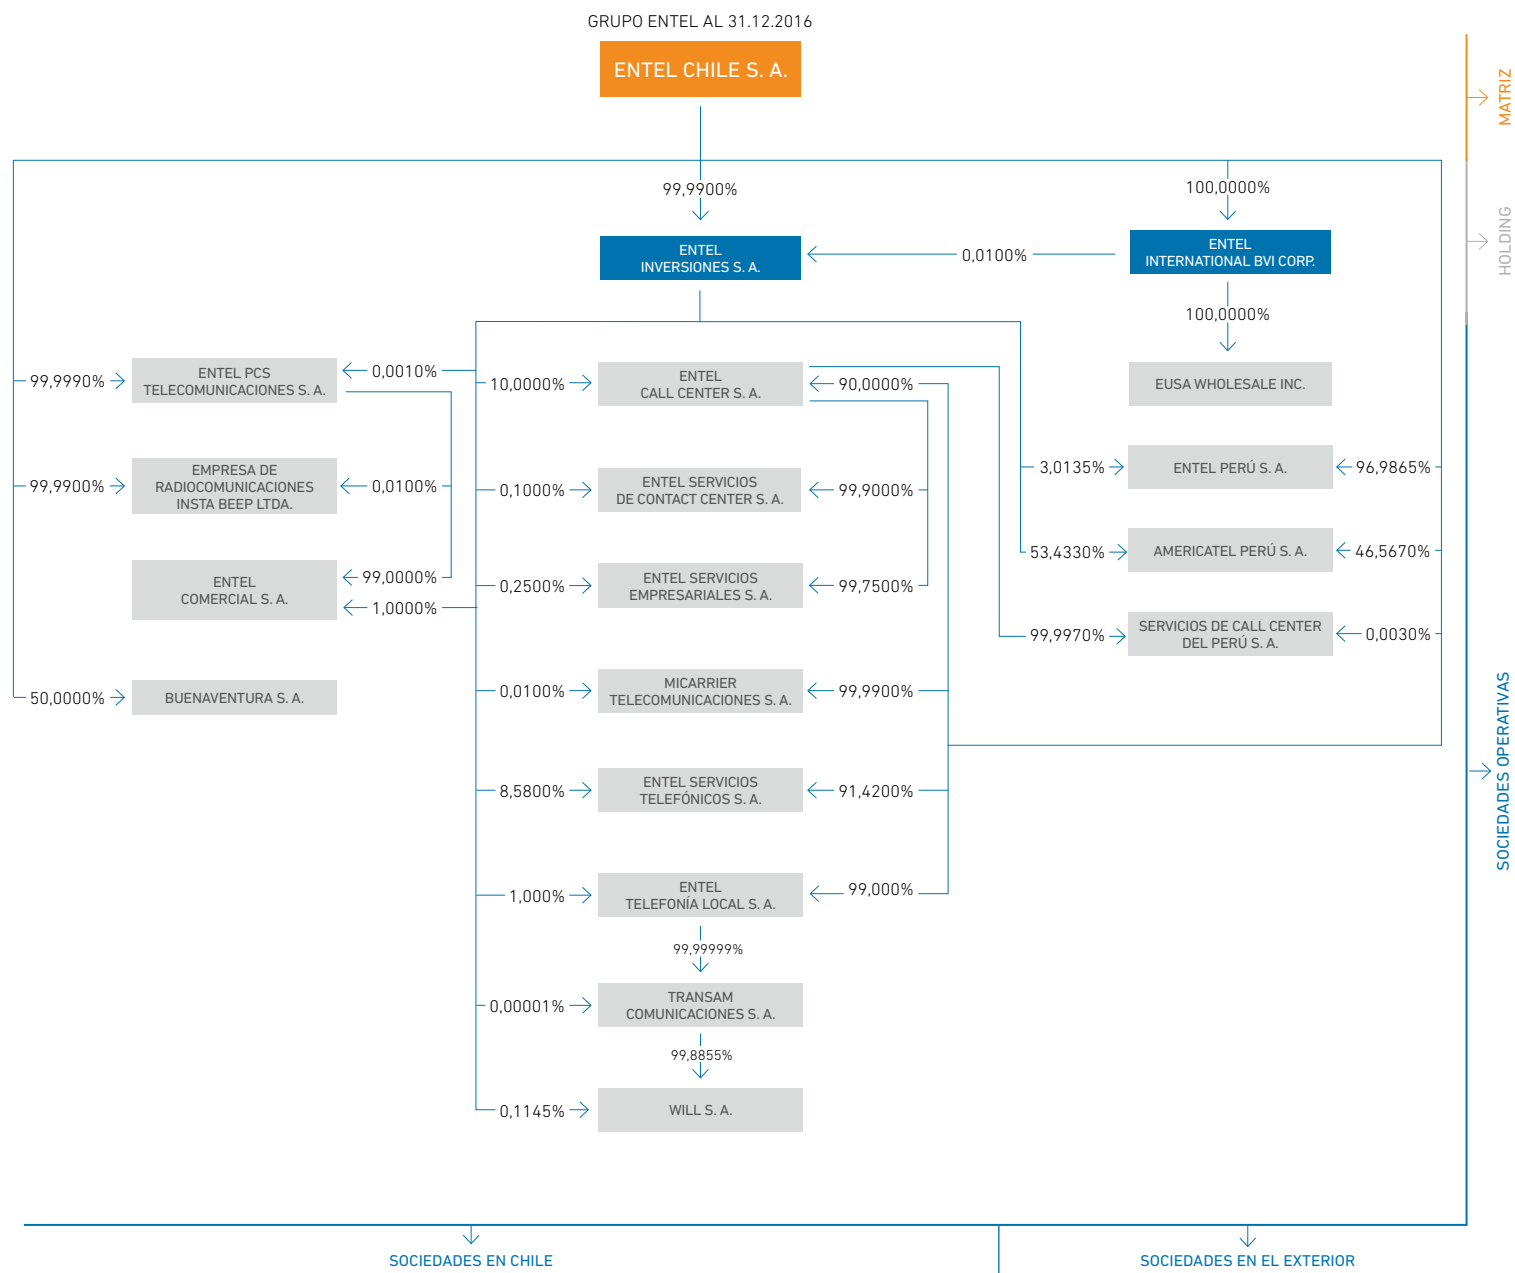 GRUPO ENTEL AL 31.12.2016
ENTEL CHILE S. A.
MATRIZ
99,9900%
100,0000%
HOLDING
ENTEL
INVERSIONES S. A.
0,0100%
ENTEL
INTERNATIONAL BVI CORP.
100,0000%
99,9990%
ENTEL PCS
TELECOMUNICACIONES S. A.
0,0010%
10,0000%
ENTEL
CALL CENTER S. A.
90,0000%
EUSA WHOLESALE INC.
99,9900%
EMPRESA DE
RADIOCOMUNICACIONES
INSTA BEEP LTDA.
0,0100%
0,1000%
ENTEL SERVICIOS
DE CONTACT CENTER S. A.
99,9000%
3,0135%
ENTEL PERÚ S. A.
96,9865%
ENTEL
COMERCIAL S. A.
99,0000%
1,0000%
0,2500%
ENTEL SERVICIOS
EMPRESARIALES S. A.
99,7500%
53,4330%
AMERICATEL PERÚ S. A.
46,5670%
99,9970%
SERVICIOS DE CALL CENTER
DEL PERÚ S. A.
0,0030%
50,0000%
BUENAVENTURA S. A.
0,0100%
MICARRIER
TELECOMUNICACIONES S. A.
99,9900%
8,5800%
ENTEL SERVICIOS
TELEFÓNICOS S. A.
91,4200%
SOCIEDADES OPERATIVAS
1,000%
ENTEL
TELEFONÍA LOCAL S. A.
99,000%
99,99999%
0,00001%
TRANSAM
COMUNICACIONES S. A.
99,8855%
0,1145%
WILL S. A.
SOCIEDADES EN CHILE
SOCIEDADES EN EL EXTERIOR